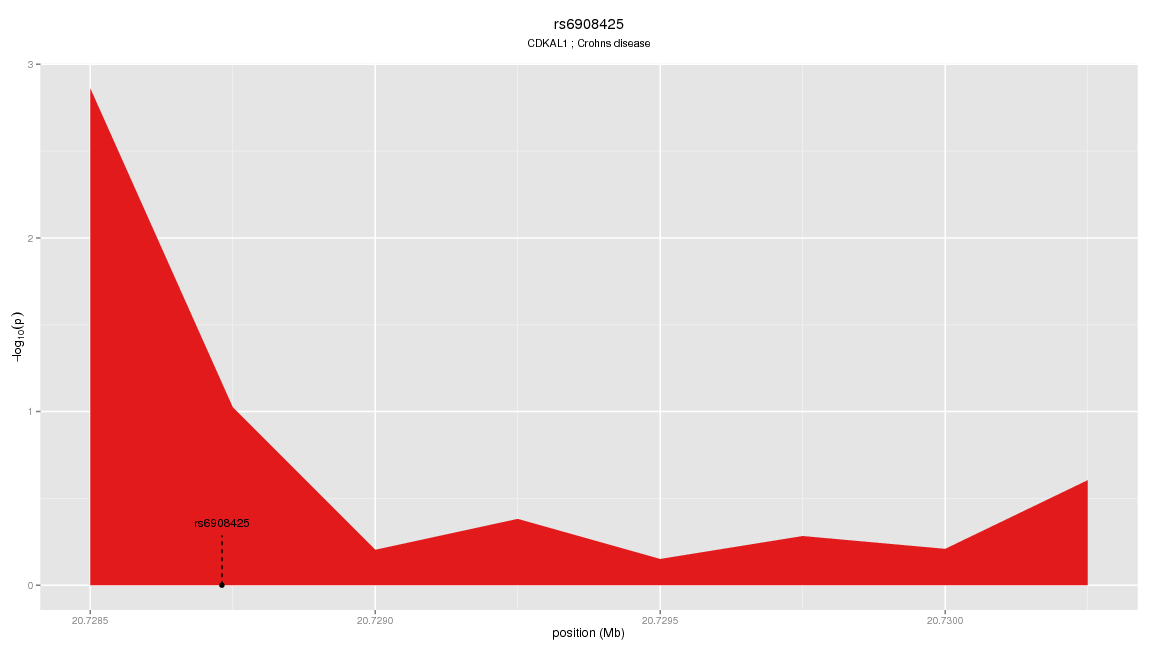 rs6908425
CDKAL1 ; Crohns disease
3
2
1
0
−log10(p)
rs6908425
20.7285
20.7290
20.7295
20.7300
position (Mb)